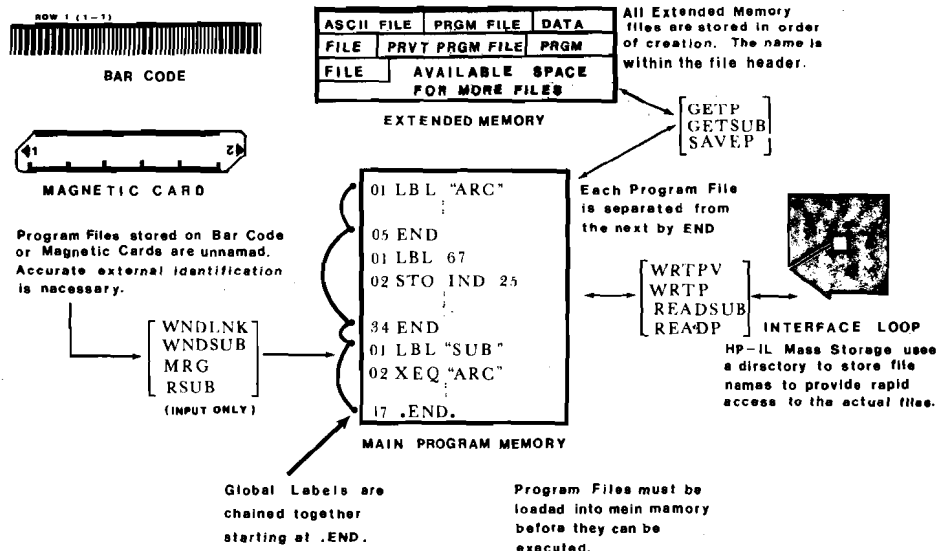 ROW 1 (1-1)
BAR CODE
1 2
MAGNETIC CARD
Program Files stored on Bar Code
or Magnetic Cards are unnamad.
Accurate external identification
is nacessary.
WNDLNK
WNDSUB
MRG
RSUB
(INPUT ONLY)
ASCII FILE PRGM FILE DATA
FILE PRVT PRGM FILE PRGM
FILE AVAILABLE SPACE
FOR MORE FILES
EXTENDED MEMORY
All Extended Memory
files are stored in order
of creation. The name is
within the file header.
GETP
GETSUB
SAVEP
01 LBL "ARC"
05 END
01 LBL 67
02 STO IND 25
34 END
01 LBL "SUB"
02 XEQ "ARC"
17 .END.
MAIN PROGRAM MEMORY
Each Program File
is separated from
the next by END
WRTPV
WRTP
READSUB
READP
INTERFACE LOOP
HP-IL Mass Storage uses
a directory to store file
namas to provide rapid
access to the actual files.
Global Labels are
chained together
starting at .END.
Program Files must be
loadad into mein mamory
bafora they can be
executed.